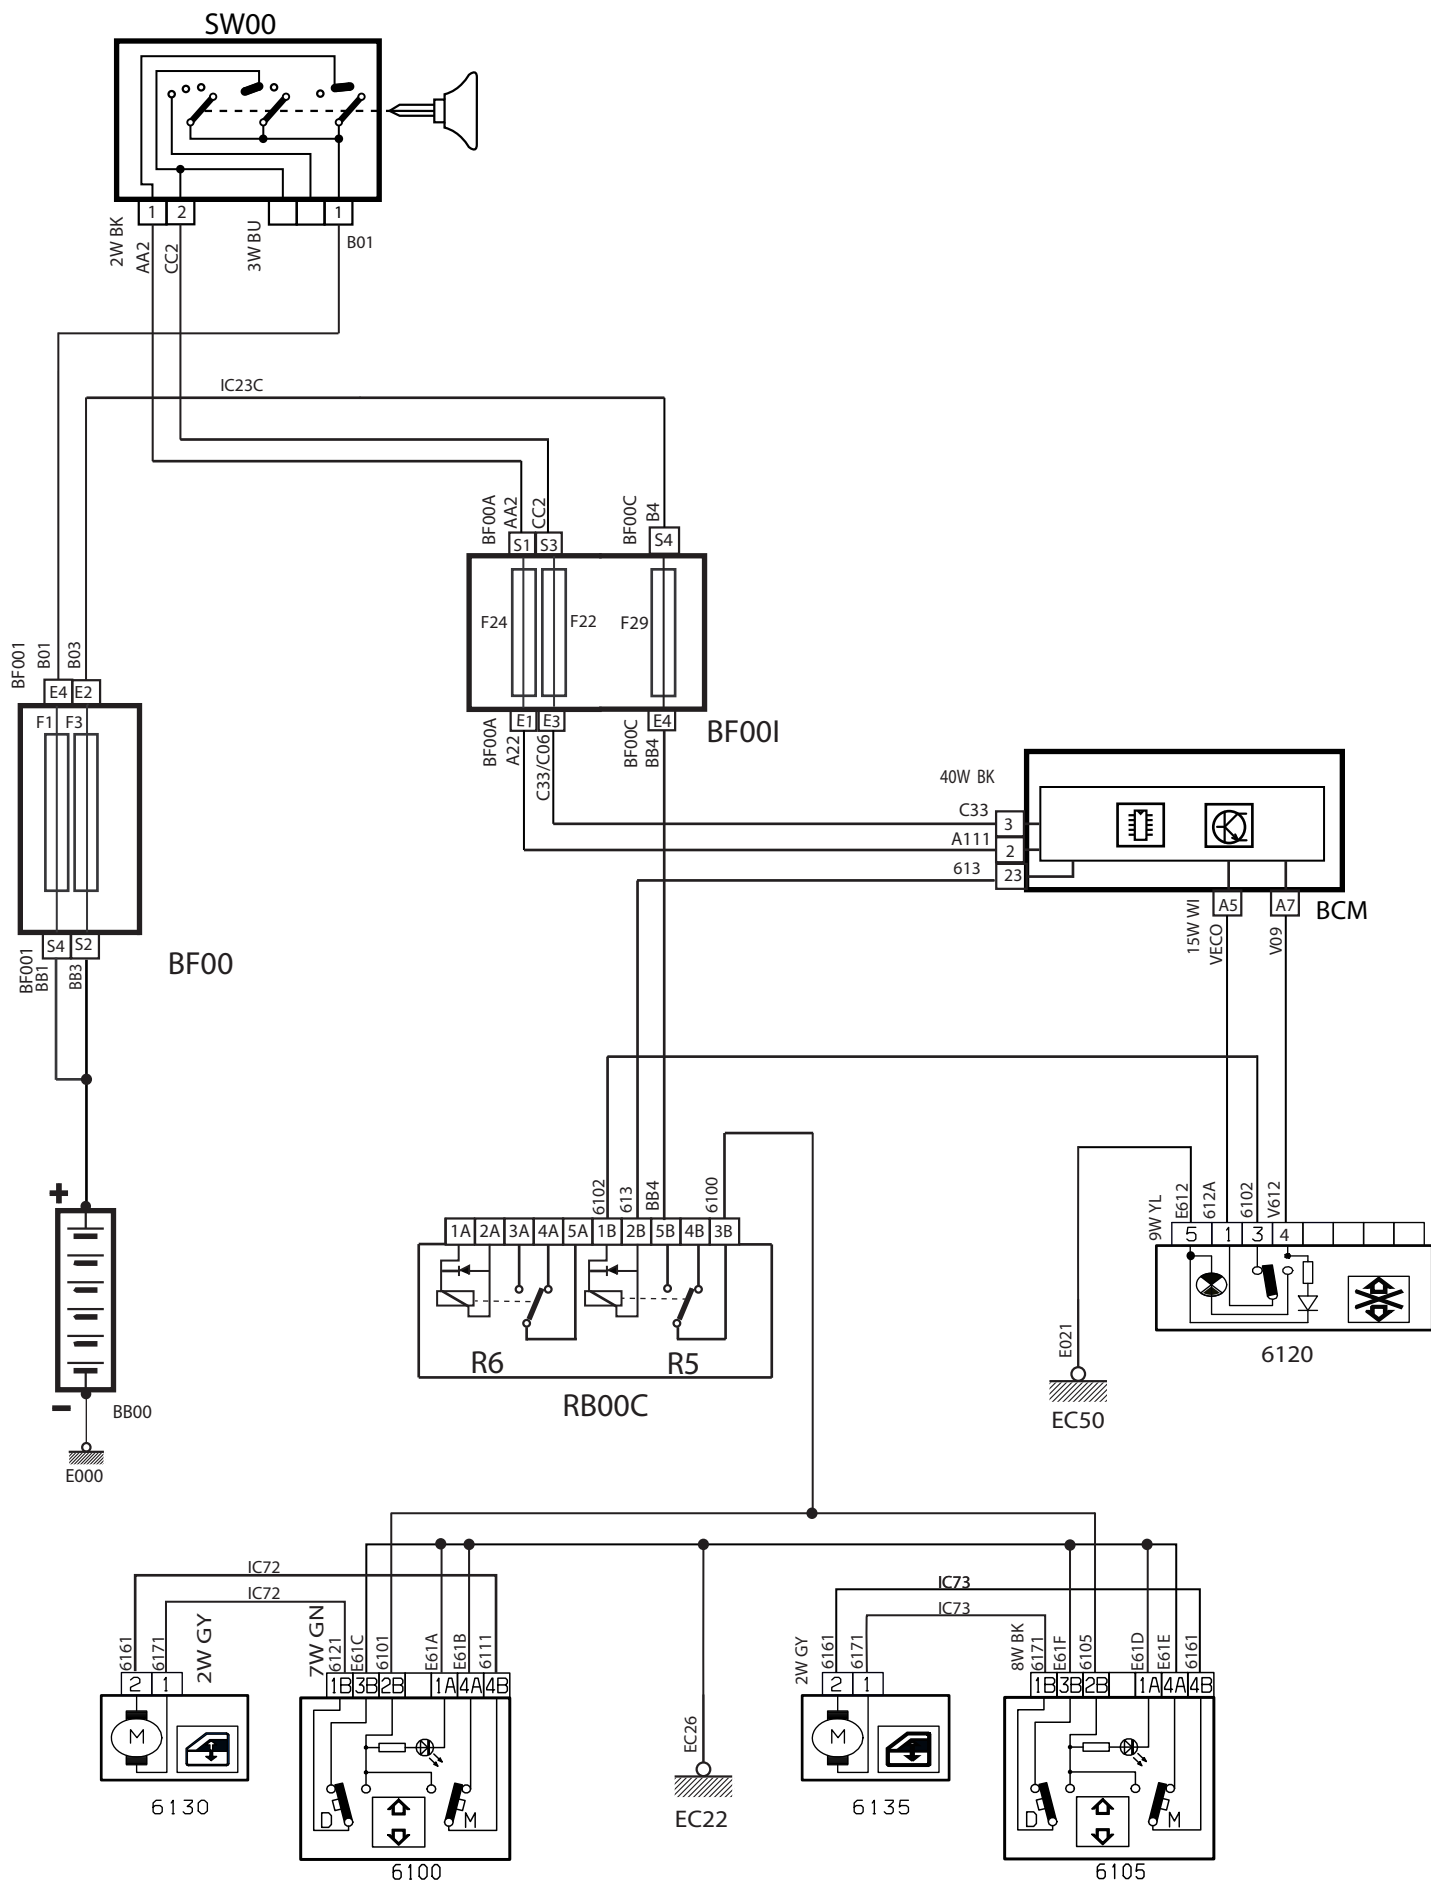 SW00
1 2 1
2W BK
AA2
CC2
3W BU
B01
IC23C
BF00A
AA2
CC2
BF00C
B4
S1 S3 S4
F24 F22 F29
E1 E3 E4
BF00A
A22
C33/C06
BF00C
BB4
BF00I
BF001
B01
B03
E4 E2
F1 F3
S4 S2
BF001
BB1
BB3
BF00
40W BK
C33 3
A111 2
613 23
A5 A7
BCM
15W WI
VECO
V09
+
-
BB00
E000
6102
613
BB4
6100
1A 2A 3A 4A 5A 1B 2B 5B 4B 3B
R6 R5
RB00C
9W YL
E612
612A
6102
V612
5 1 3 4
6120
E021
EC50
IC72
IC72
6161
6171
2W GY
2 1
M
6130
7W GN
6121
E61C
6101
E61A
E61B
6111
1B 3B 2B 1A 4A 4B
D M
6100
EC26
EC22
IC73
IC73
2W GY
6161
6171
2 1
M
6135
8W BK
6171
E61F
6105
E61D
E61E
6161
1B 3B 2B 1A 4A 4B
D M
6105